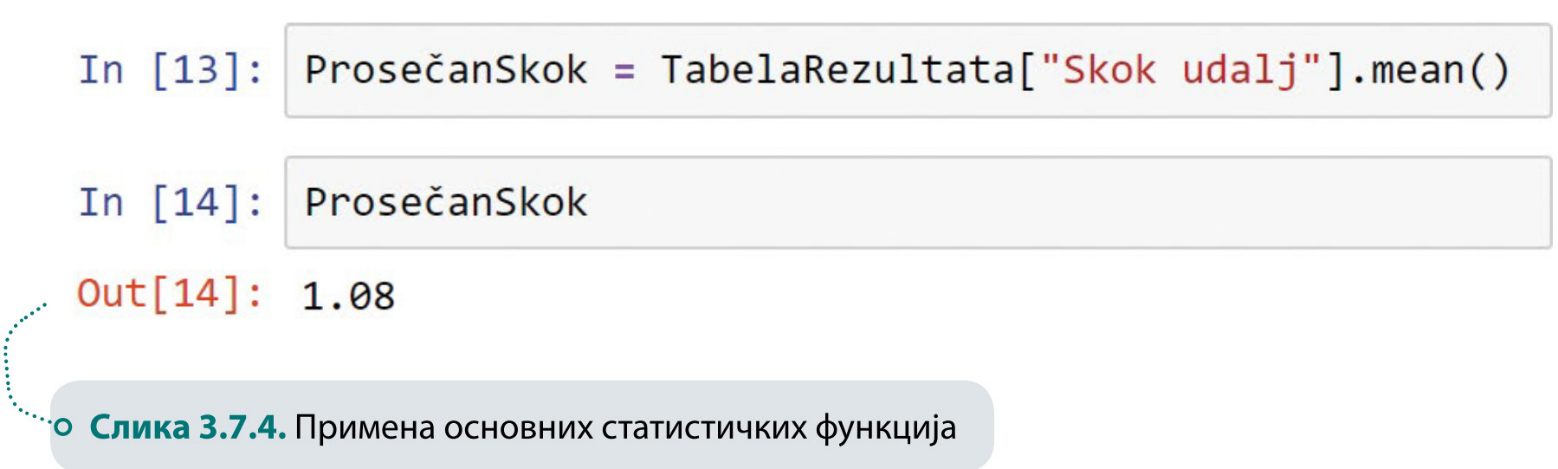 In [13]: ProsečanSkok = TabelaRezultata["Skok udalj"].mean()
In [14]: ProsečanSkok
Out[14]: 1.08
Слика 3.7.4. Примена основних статистичких функција